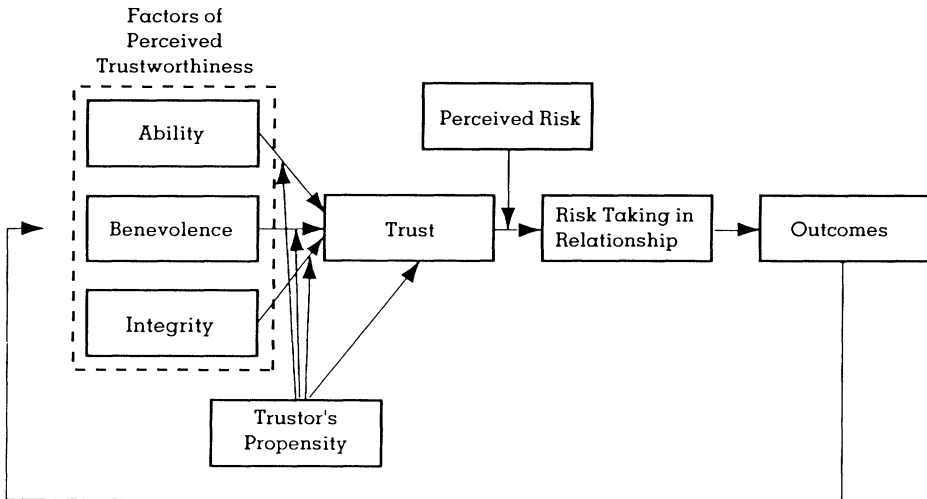 Factors of
Perceived
Trustworthiness
Ability
Benevolence
Integrity
Trustor's
Propensity
Trust
Perceived Risk
Risk Taking in
Relationship
Outcomes